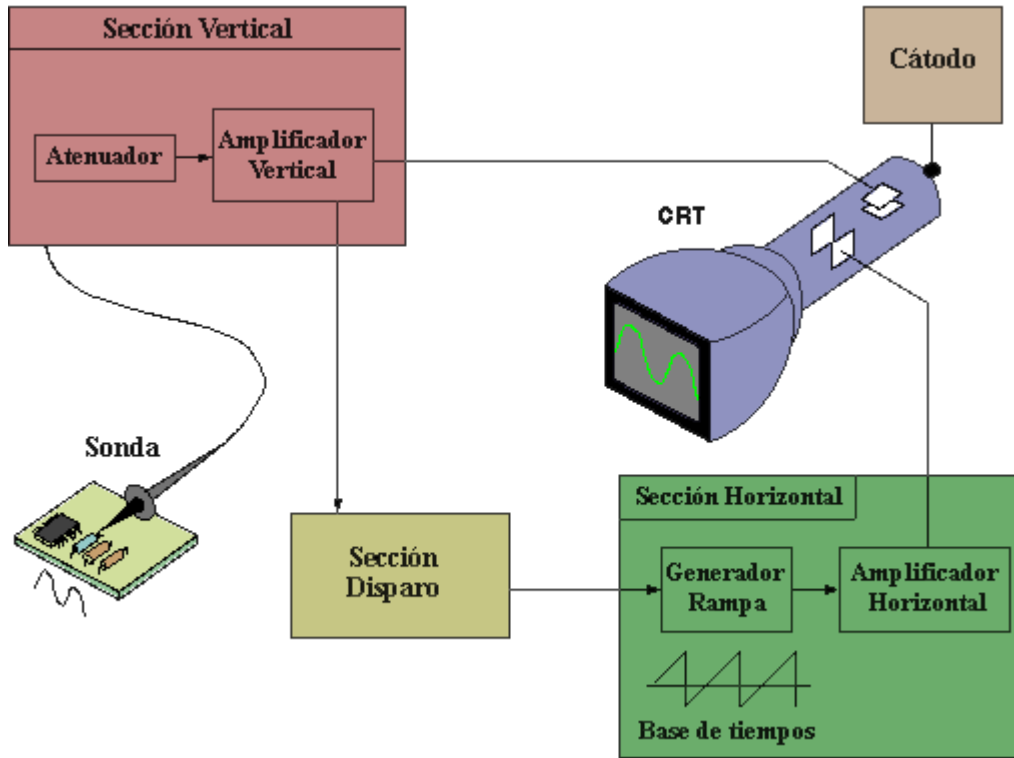 Sección Vertical
Cátodo
Atenuador
Amplificador
Vertical
CRT
Sonda
Sección
Disparo
Sección Horizontal
Generador
Rampa
Amplificador
Horizontal
Base de tiempos